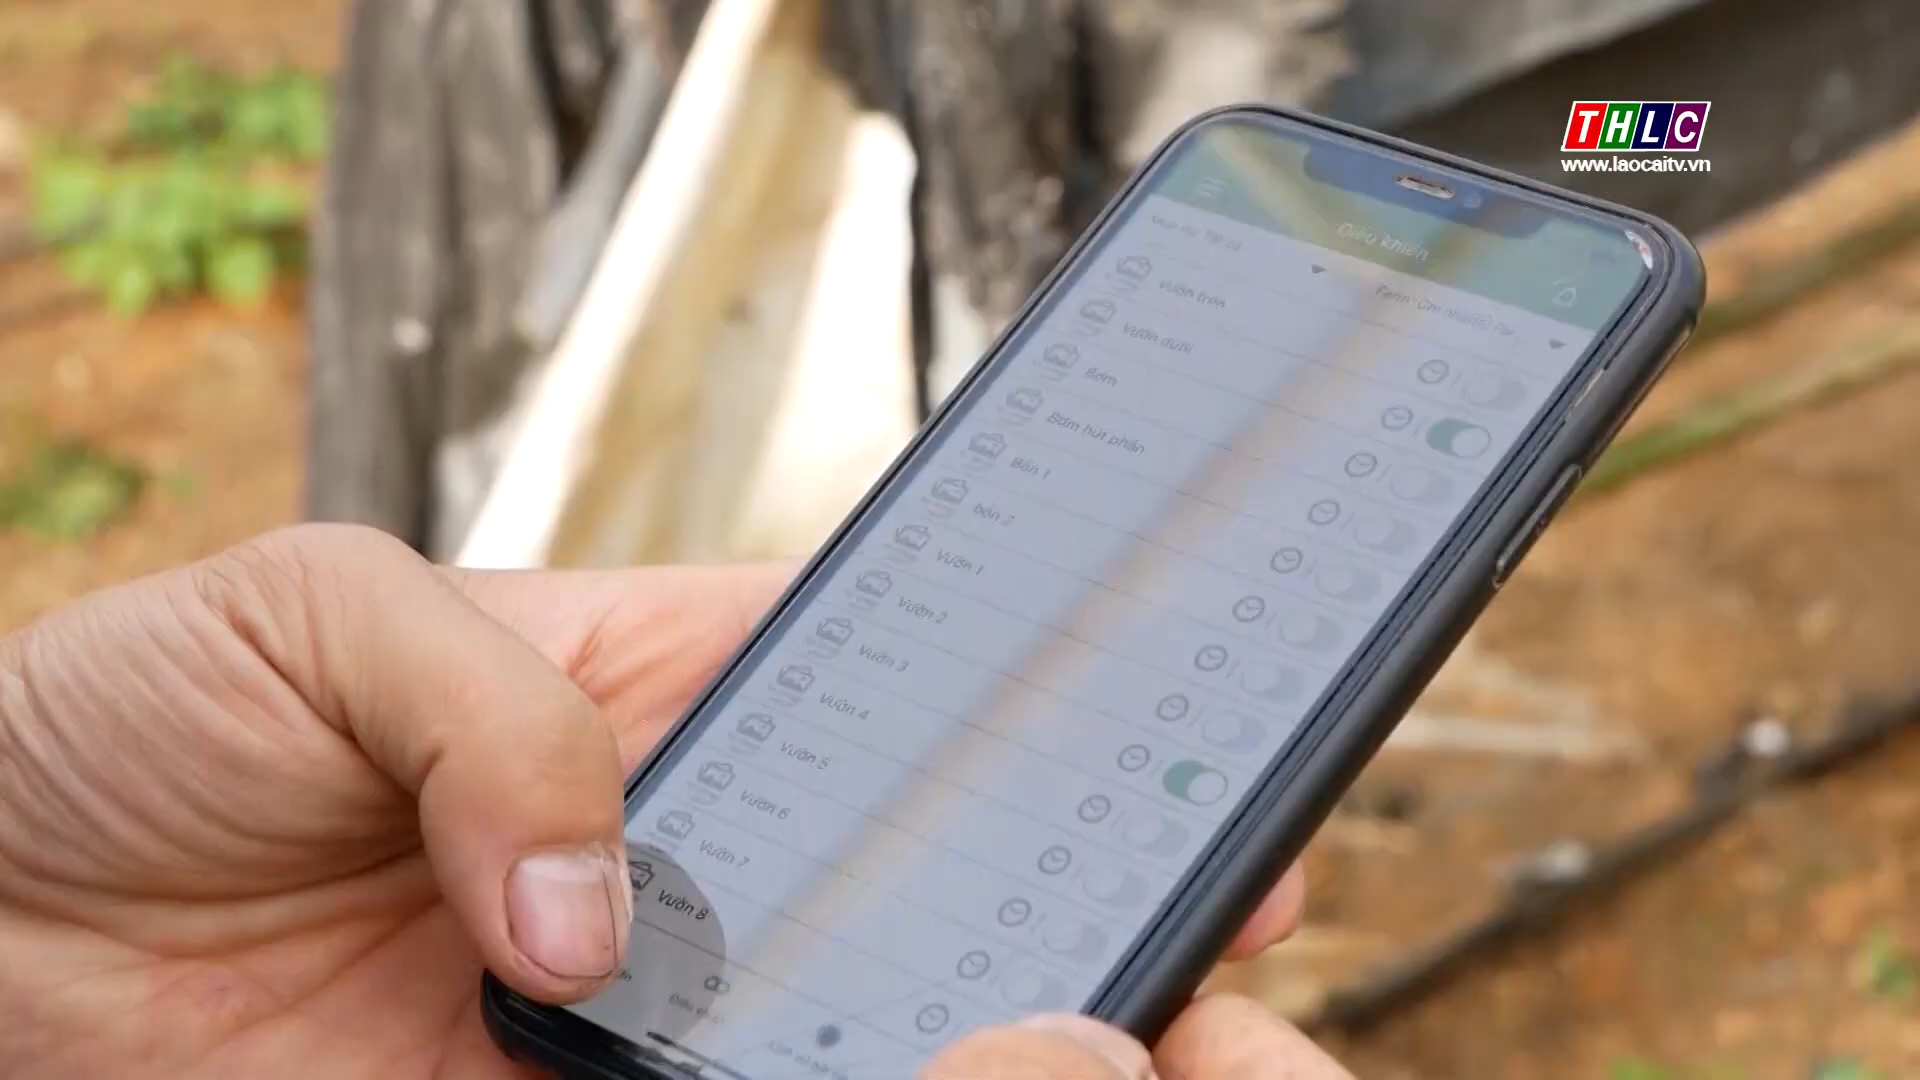 THLC
www.laocaitv.vn
Điều khiển
Vườn trên
Vườn dưới
Bơm
Bơm hút phân
Bồn 1
bồn 2
Vườn 1
Vườn 2
Vườn 3
Vườn 4
Vườn 5
Vườn 6
Vườn 7
Vườn 8